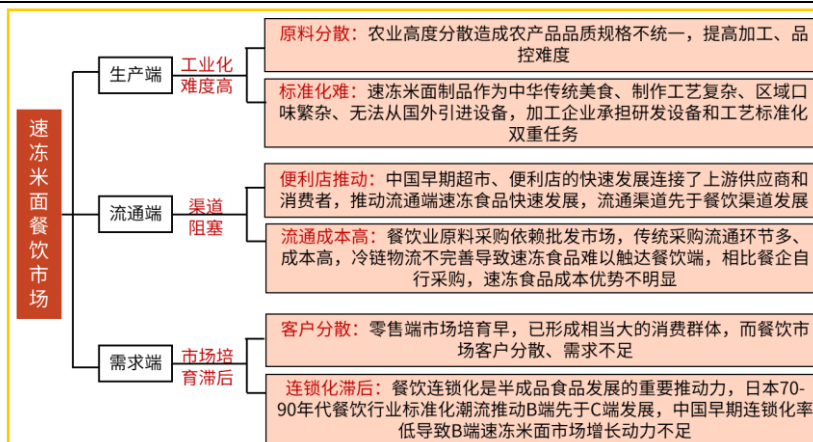 速冻米面餐饮市场
生产端
工业化
难度高
原料分散：农业高度分散造成农产品品质规格不统一，提高加工、品
控难度
标准化难：速冻米面制品作为中华传统美食、制作工艺复杂、区域口
味繁杂、无法从国外引进设备，加工企业承担研发设备和工艺标准化
双重任务
流通端
渠道
阻塞
便利店推动：中国早期超市、便利店的快速发展连接了上游供应商和
消费者，推动流通端速冻食品快速发展，流通渠道先于餐饮渠道发展
流通成本高：餐饮业原料采购依赖批发市场，传统采购流通环节多、
成本高，冷链物流不完善导致速冻食品难以触达餐饮端，相比餐企自
行采购，速冻食品成本优势不明显
需求端
市场培
育滞后
客户分散：零售端市场培育早，已形成相当大的消费群体，而餐饮市
场客户分散、需求不足
连锁化滞后：餐饮连锁化是半成品食品发展的重要推动力，日本70-
90年代餐饮行业标准化潮流推动B端先于C端发展，中国早期连锁化率
低导致B端速冻米面市场增长动力不足